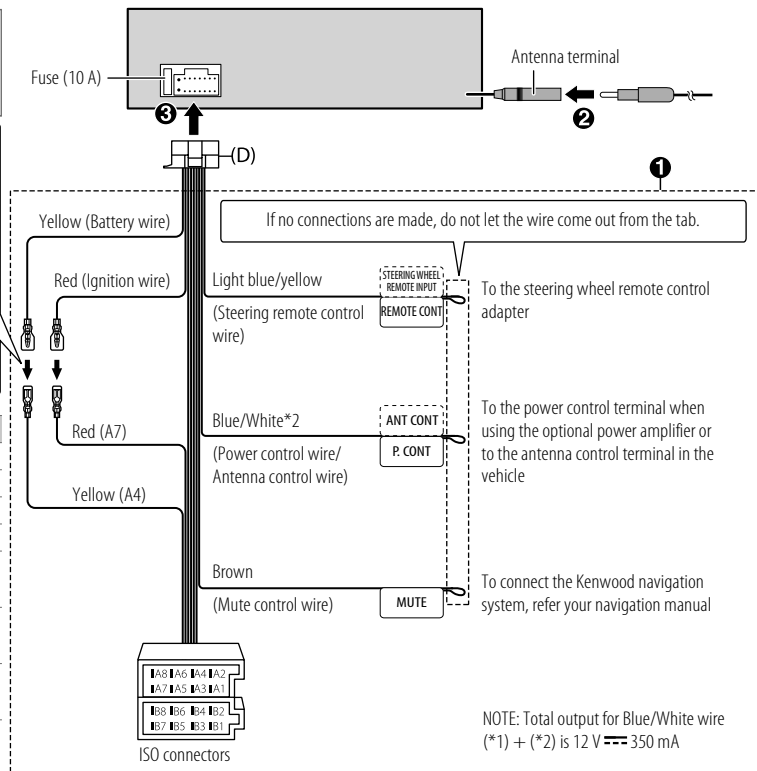 Fuse (10 A)
Antenna terminal
❸
❷
(D)
❶
Yellow (Battery wire)
If no connections are made, do not let the wire come out from the tab.
Red (Ignition wire)
Light blue/yellow
(Steering remote control
wire)
STEERING WHEEL
REMOTE INPUT
REMOTE CONT
To the steering wheel remote control
adapter
Red (A7)
Yellow (A4)
Blue/White*2
(Power control wire/
Antenna control wire)
ANT CONT
P. CONT
To the power control terminal when
using the optional power amplifier or
to the antenna control terminal in the
vehicle
Brown
(Mute control wire)
MUTE
To connect the Kenwood navigation
system, refer your navigation manual
A8 A6 A4 A2
A7 A5 A3 A1
B8 B6 B4 B2
B7 B5 B3 B1
ISO connectors
NOTE: Total output for Blue/White wire
(*1) + (*2) is 12 V ⎓ 350 mA